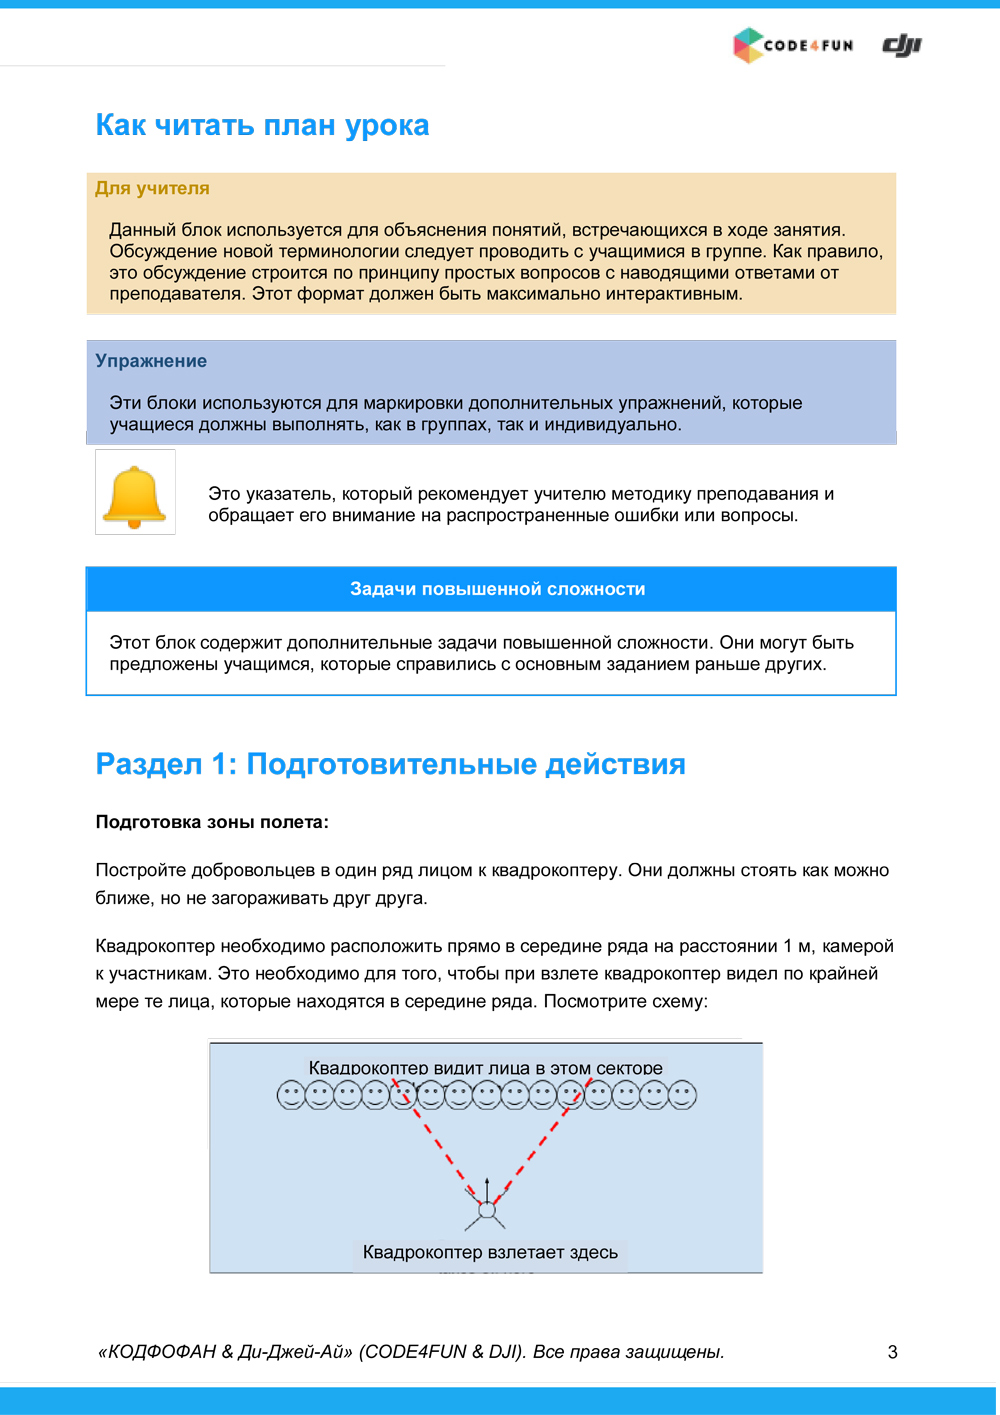 CODE4FUN dji
Как читать план урока
Для учителя
Данный блок используется для объяснения понятий, встречающихся в ходе занятия.
Обсуждение новой терминологии следует проводить с учащимися в группе. Как правило,
это обсуждение строится по принципу простых вопросов с наводящими ответами от
преподавателя. Этот формат должен быть максимально интерактивным.
Упражнение
Эти блоки используются для маркировки дополнительных упражнений, которые
учащиеся должны выполнять, как в группах, так и индивидуально.
Это указатель, который рекомендует учителю методику преподавания и
обращает его внимание на распространенные ошибки или вопросы.
Задачи повышенной сложности
Этот блок содержит дополнительные задачи повышенной сложности. Они могут быть
предложены учащимся, которые справились с основным заданием раньше других.
Раздел 1: Подготовительные действия
Подготовка зоны полета:
Постройте добровольцев в один ряд лицом к квадрокоптеру. Они должны стоять как можно
ближе, но не загораживать друг друга.
Квадрокоптер необходимо расположить прямо в середине ряда на расстоянии 1 м, камерой
к участникам. Это необходимо для того, чтобы при взлете квадрокоптер видел по крайней
мере те лица, которые находятся в середине ряда. Посмотрите схему:
Квадрокоптер видит лица в этом секторе
Квадрокоптер взлетает здесь
«КОДФОФАН & Ди-Джей-Ай» (CODE4FUN & DJI). Все права защищены.
3